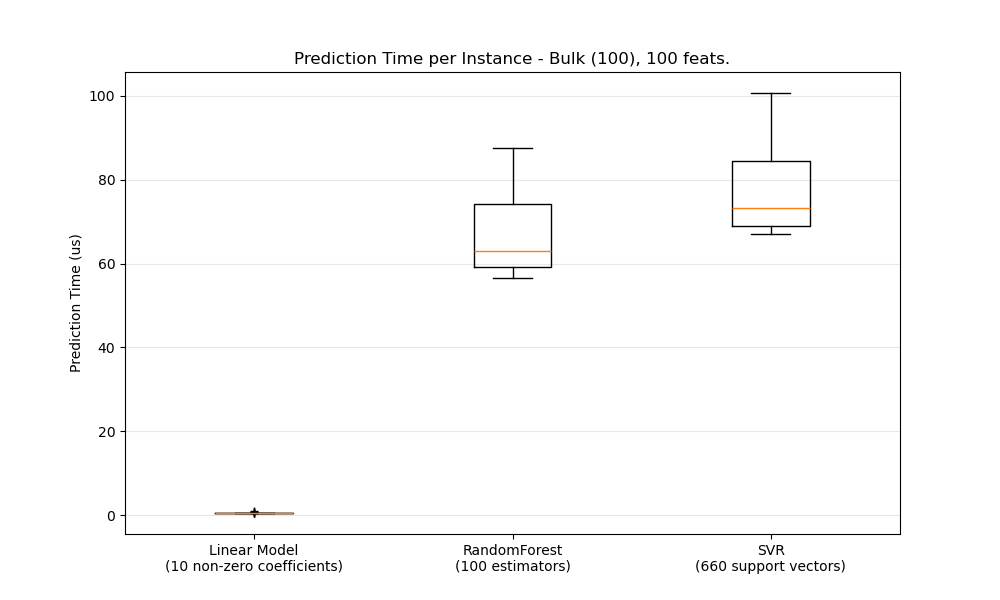 Prediction Time per Instance - Bulk (100), 100 feats.
Prediction Time (us)
100
80
60
40
20
0
Linear Model
(10 non-zero coefficients)
RandomForest
(100 estimators)
SVR
(660 support vectors)